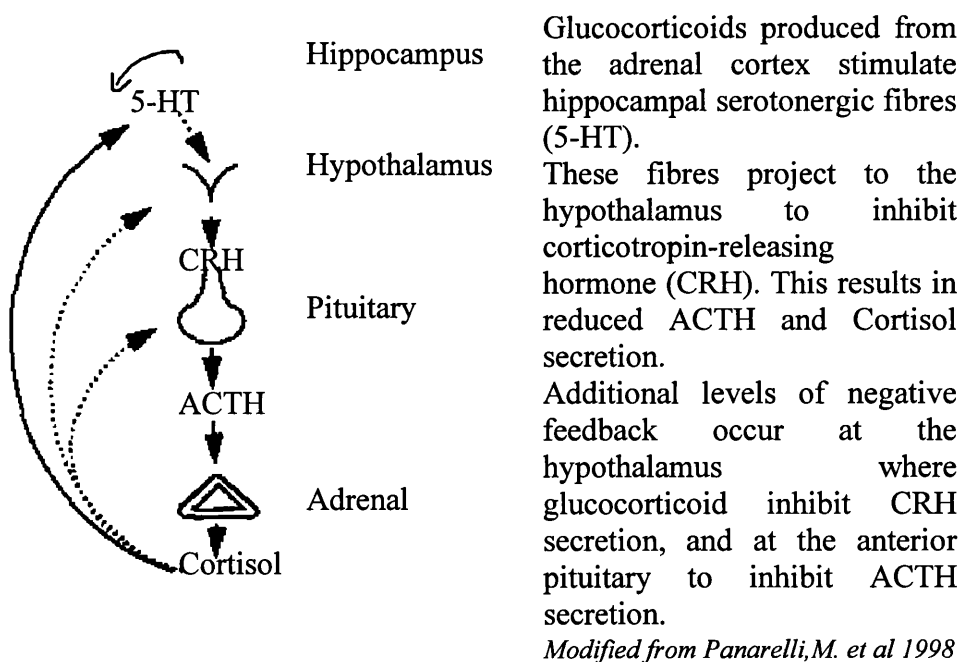 Hippocampus
5-HT
Hypothalamus
CRH
Pituitary
ACTH
Adrenal
Cortisol
Glucocorticoids produced from
the adrenal cortex stimulate
hippocampal serotonergic fibres
(5-HT).
These fibres project to the
hypothalamus to inhibit
corticotropin-releasing
hormone (CRH). This results in
reduced ACTH and Cortisol
secretion.
Additional levels of negative
feedback occur at the
hypothalamus where
glucocorticoid inhibit CRH
secretion, and at the anterior
pituitary to inhibit ACTH
secretion.
Modified from Panarelli,M. et al 1998